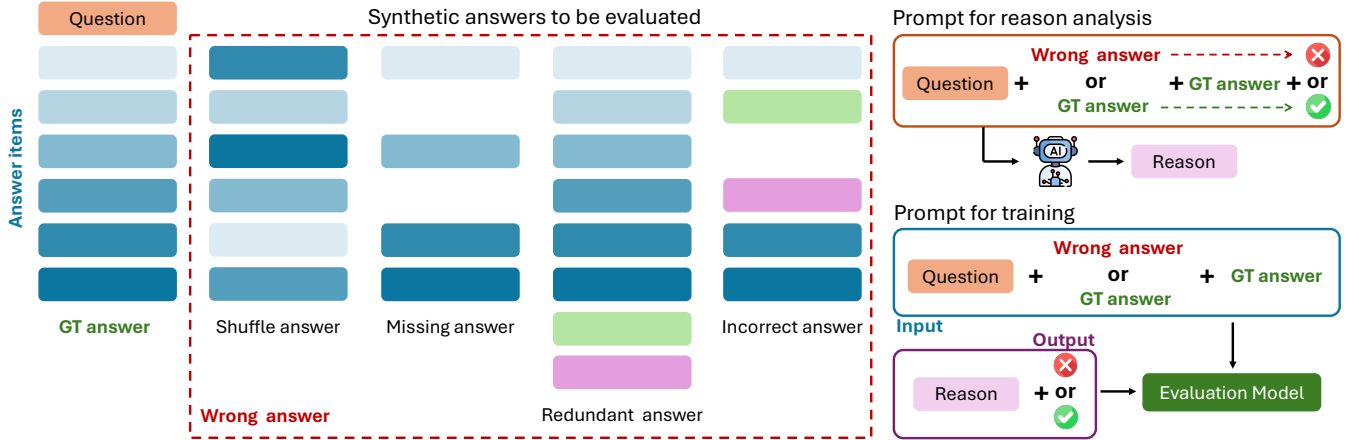 Question
Answer items
GT answer
Synthetic answers to be evaluated
Shuffle answer
Missing answer
Redundant answer
Incorrect answer
Wrong answer
Prompt for reason analysis
Question
+
Wrong answer
or
GT answer
+ GT answer + or
AI
Reason
Prompt for training
Question
+
Wrong answer
or
GT answer
+
GT answer
Input
Output
Reason
+ or
Evaluation Model